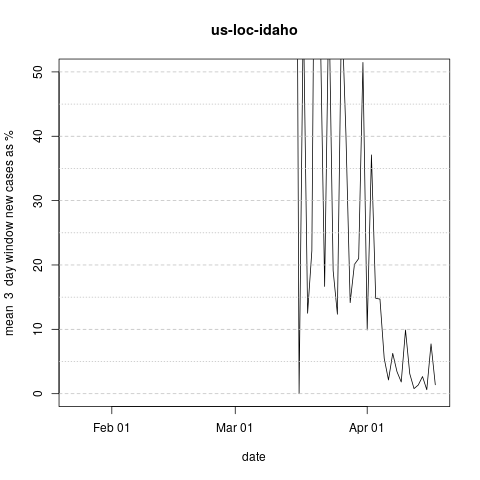 us-loc-idaho
mean  3  day window new cases as %
50
40
30
20
10
0
Feb 01
Mar 01
Apr 01
date